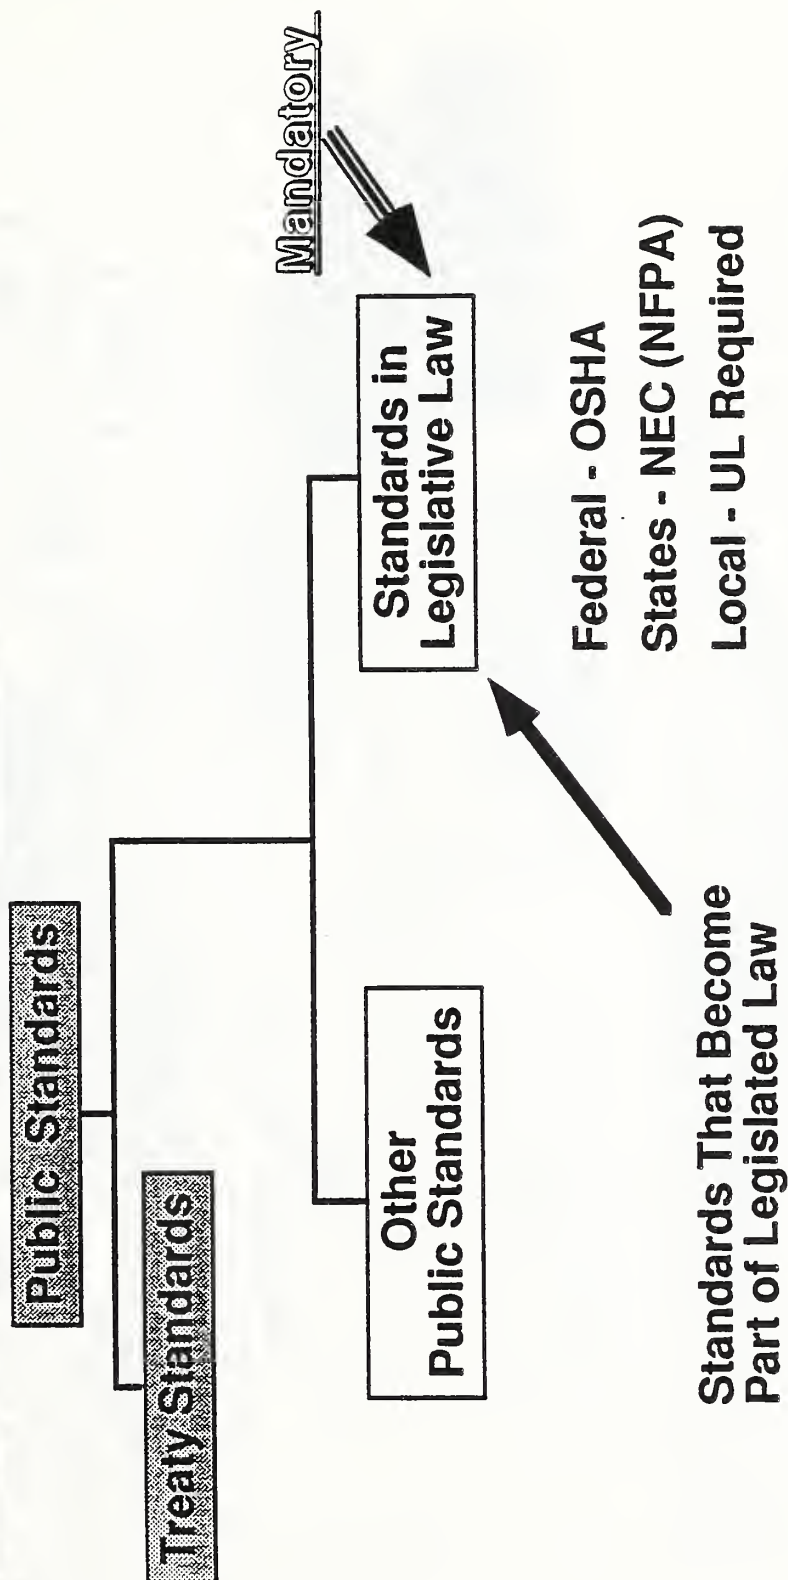 Public Standards
Treaty Standards
Mandatory
Other
Public Standards
Standards in
Legislative Law
Federal - OSHA
States - NEC (NFPA)
Local - UL Required
Standards That Become
Part of Legislated Law